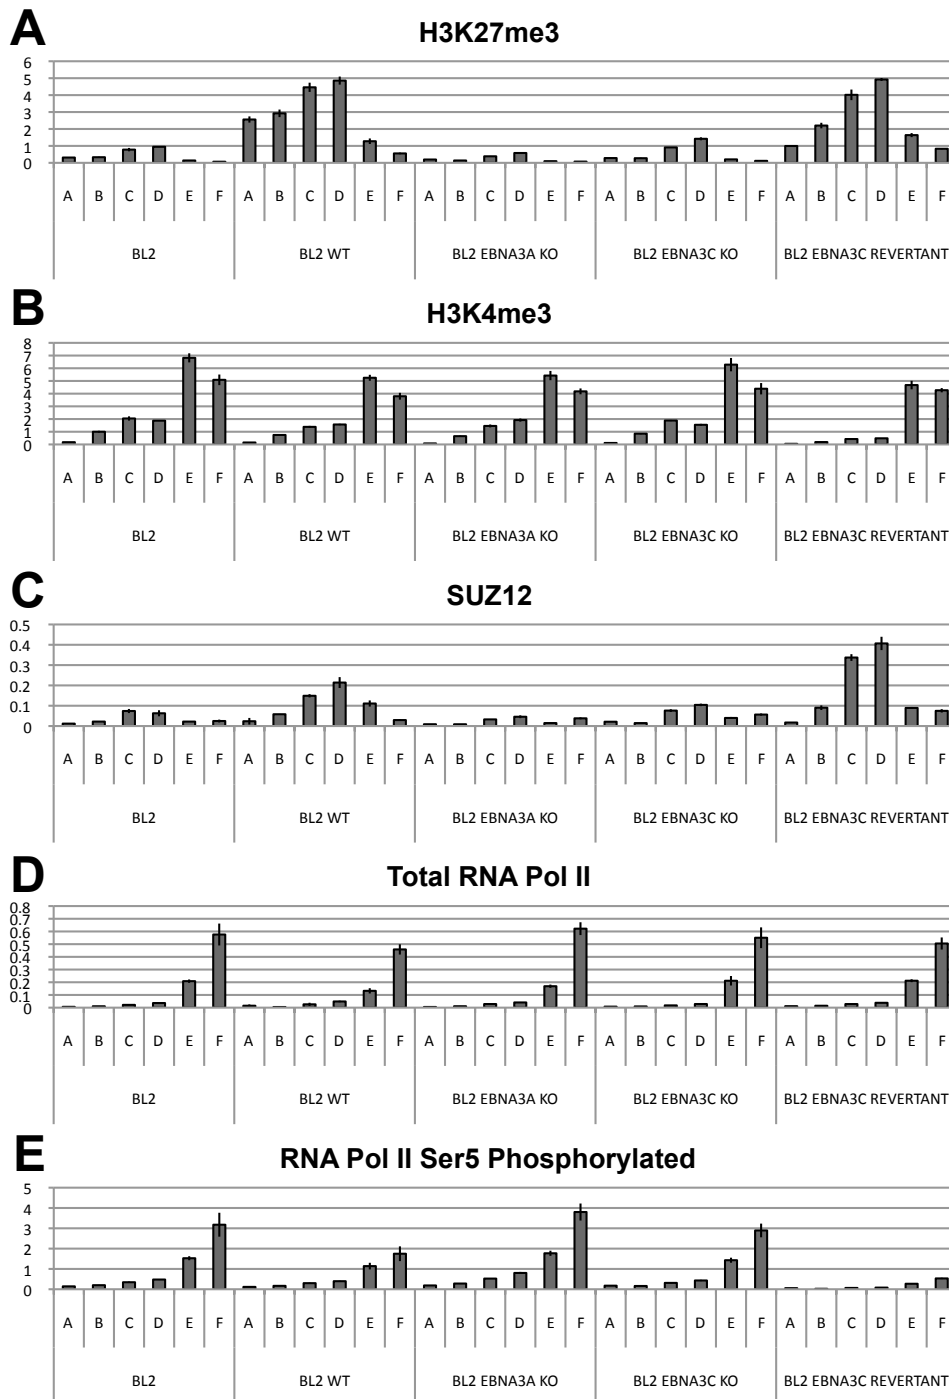 A
H3K27me3
6
5
4
3
2
1
0
A B C D E F A B C D E F A B C D E F A B C D E F A B C D E F
BL2 BL2 WT BL2 EBNA3A KO BL2 EBNA3C KO BL2 EBNA3C REVERTANT
B
H3K4me3
8
7
6
5
4
3
2
1
0
A B C D E F A B C D E F A B C D E F A B C D E F A B C D E F
BL2 BL2 WT BL2 EBNA3A KO BL2 EBNA3C KO BL2 EBNA3C REVERTANT
C
SUZ12
0.5
0.4
0.3
0.2
0.1
0
A B C D E F A B C D E F A B C D E F A B C D E F A B C D E F
BL2 BL2 WT BL2 EBNA3A KO BL2 EBNA3C KO BL2 EBNA3C REVERTANT
D
Total RNA Pol II
0.8
0.7
0.6
0.5
0.4
0.3
0.2
0.1
0
A B C D E F A B C D E F A B C D E F A B C D E F A B C D E F
BL2 BL2 WT BL2 EBNA3A KO BL2 EBNA3C KO BL2 EBNA3C REVERTANT
E
RNA Pol II Ser5 Phosphorylated
5
4
3
2
1
0
A B C D E F A B C D E F A B C D E F A B C D E F A B C D E F
BL2 BL2 WT BL2 EBNA3A KO BL2 EBNA3C KO BL2 EBNA3C REVERTANT